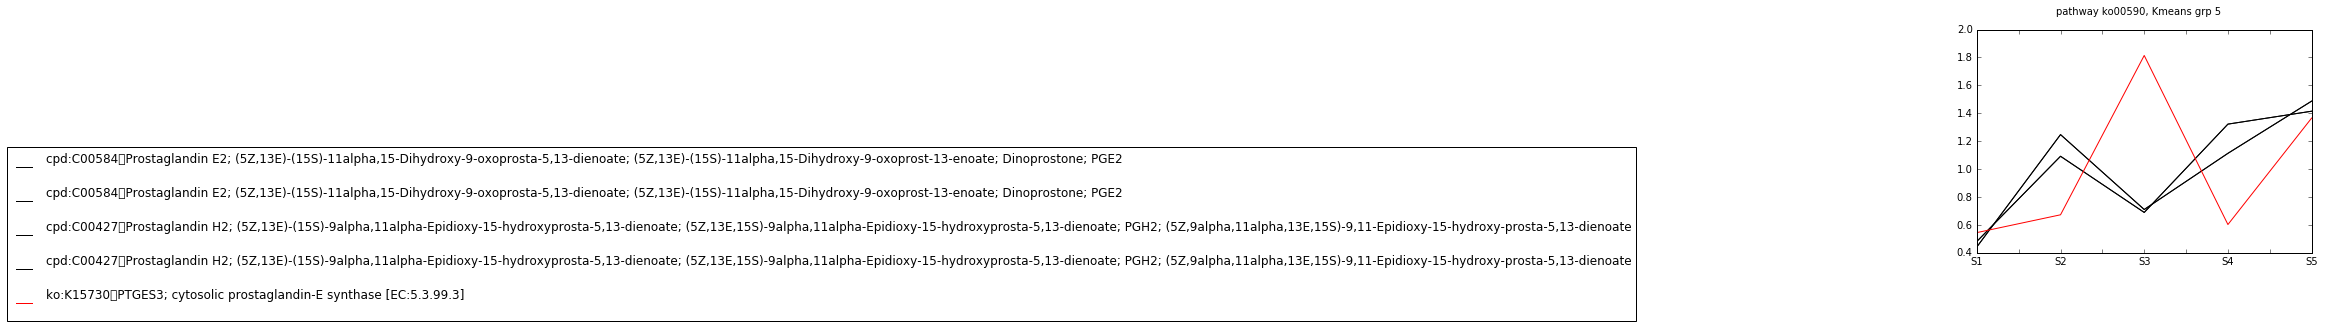 pathway ko00590, Kmeans grp 5
2.0
1.8
1.6
1.4
1.2
1.0
0.8
0.6
0.4
S1 S2 S3 S4 S5
cpd:C00584▯Prostaglandin E2; (5Z,13E)-(15S)-11alpha,15-Dihydroxy-9-oxoprosta-5,13-dienoate; (5Z,13E)-(15S)-11alpha,15-Dihydroxy-9-oxoprost-13-enoate; Dinoprostone; PGE2
cpd:C00584▯Prostaglandin E2; (5Z,13E)-(15S)-11alpha,15-Dihydroxy-9-oxoprosta-5,13-dienoate; (5Z,13E)-(15S)-11alpha,15-Dihydroxy-9-oxoprost-13-enoate; Dinoprostone; PGE2
cpd:C00427▯Prostaglandin H2; (5Z,13E)-(15S)-9alpha,11alpha-Epidioxy-15-hydroxyprosta-5,13-dienoate; (5Z,13E,15S)-9alpha,11alpha-Epidioxy-15-hydroxyprosta-5,13-dienoate; PGH2; (5Z,9alpha,11alpha,13E,15S)-9,11-Epidioxy-15-hydroxy-prosta-5,13-dienoate
cpd:C00427▯Prostaglandin H2; (5Z,13E)-(15S)-9alpha,11alpha-Epidioxy-15-hydroxyprosta-5,13-dienoate; (5Z,13E,15S)-9alpha,11alpha-Epidioxy-15-hydroxyprosta-5,13-dienoate; PGH2; (5Z,9alpha,11alpha,13E,15S)-9,11-Epidioxy-15-hydroxy-prosta-5,13-dienoate
ko:K15730▯PTGES3; cytosolic prostaglandin-E synthase [EC:5.3.99.3]